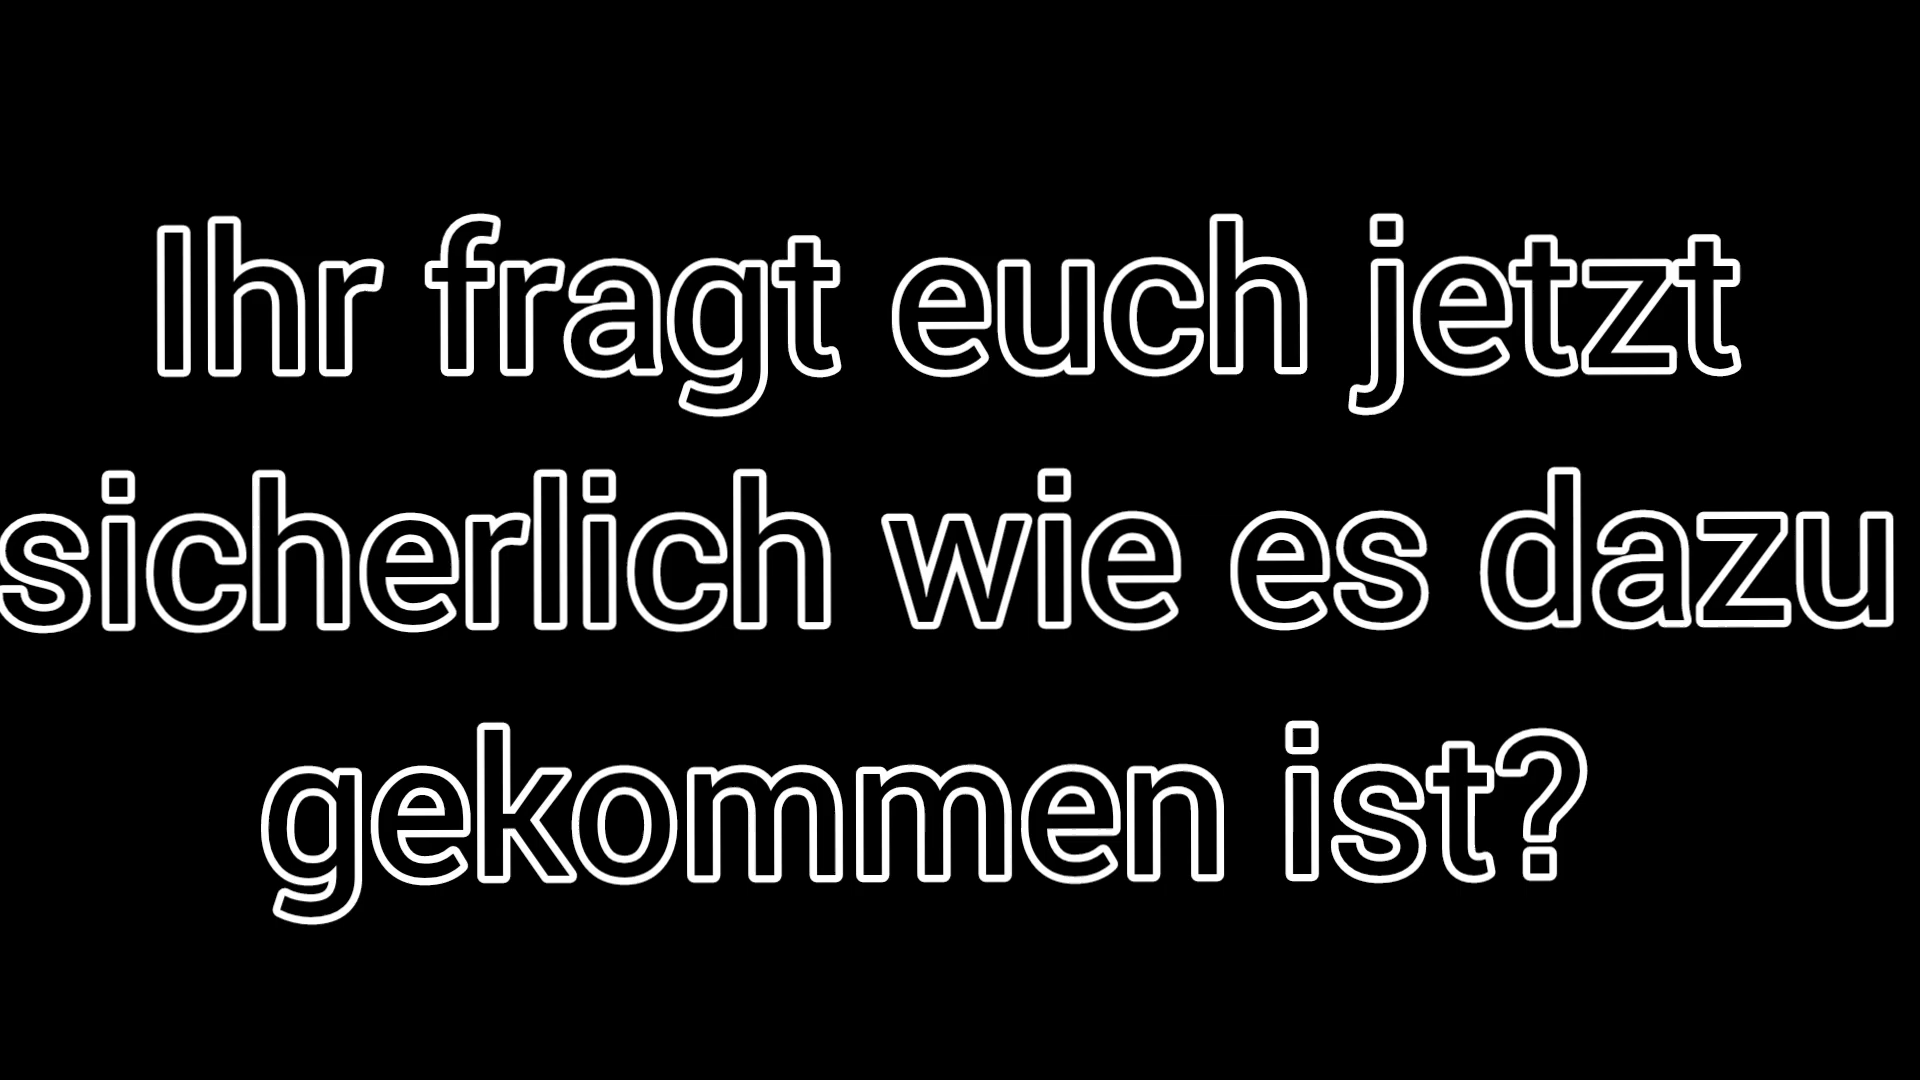 Ihr fragt euch jetzt
sicherlich wie es dazu
gekommen ist?